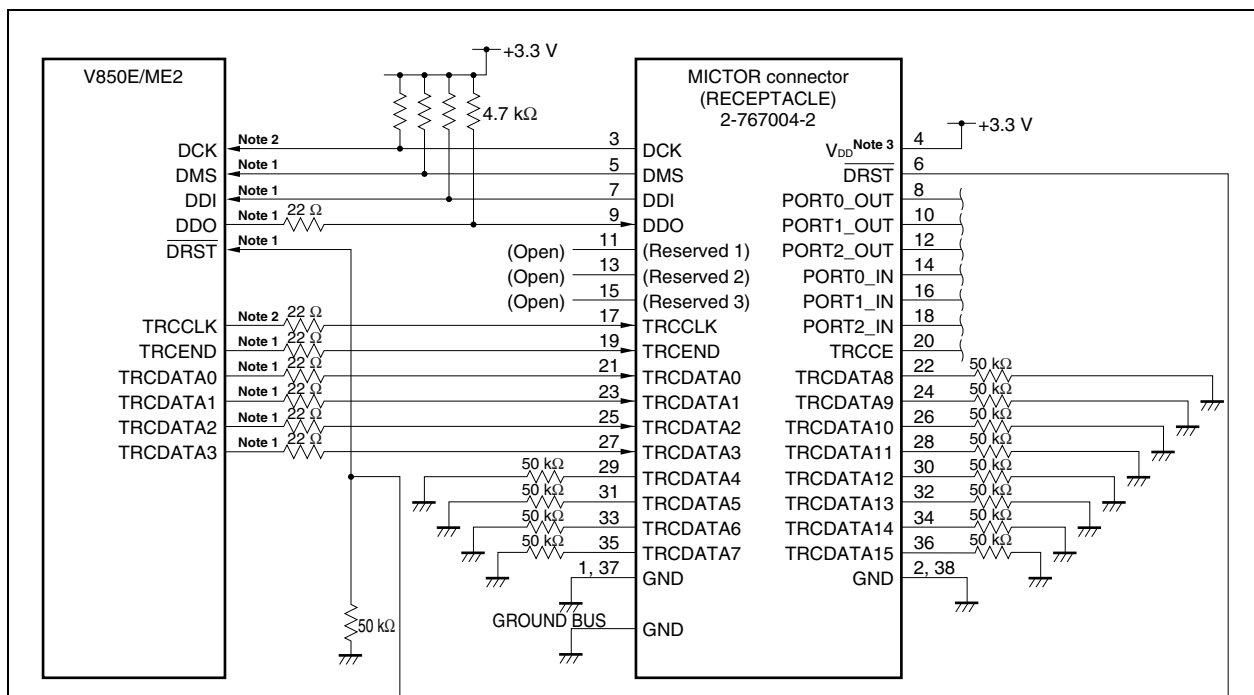 V850E/ME2
+3.3 V
4.7 kΩ
MICTOR connector
(RECEPTACLE)
2-767004-2
+3.3 V
DCK Note 2 3 DCK
DMS Note 1 5 DMS
DDI Note 1 7 DDI
DDO Note 1 22 Ω 9 DDO
DRST Note 1
(Open) 11 (Reserved 1)
(Open) 13 (Reserved 2)
(Open) 15 (Reserved 3)
TRCCLK Note 2 22 Ω 17 TRCCLK
TRCEND Note 1 22 Ω 19 TRCEND
TRCDATA0 Note 1 22 Ω 21 TRCDATA0
TRCDATA1 Note 1 22 Ω 23 TRCDATA1
TRCDATA2 Note 1 22 Ω 25 TRCDATA2
TRCDATA3 Note 1 22 Ω 27 TRCDATA3
50 kΩ 29 TRCDATA4
50 kΩ 31 TRCDATA5
50 kΩ 33 TRCDATA6
50 kΩ 35 TRCDATA7
1, 37 GND
GROUND BUS GND
50 kΩ
VDD Note 3 4
DRST 6
PORT0_OUT 8
PORT1_OUT 10
PORT2_OUT 12
PORT0_IN 14
PORT1_IN 16
PORT2_IN 18
TRCCE 20
TRCDATA8 22 50 kΩ
TRCDATA9 24 50 kΩ
TRCDATA10 26 50 kΩ
TRCDATA11 28 50 kΩ
TRCDATA12 30 50 kΩ
TRCDATA13 32 50 kΩ
TRCDATA14 34 50 kΩ
TRCDATA15 36 50 kΩ
GND 2, 38